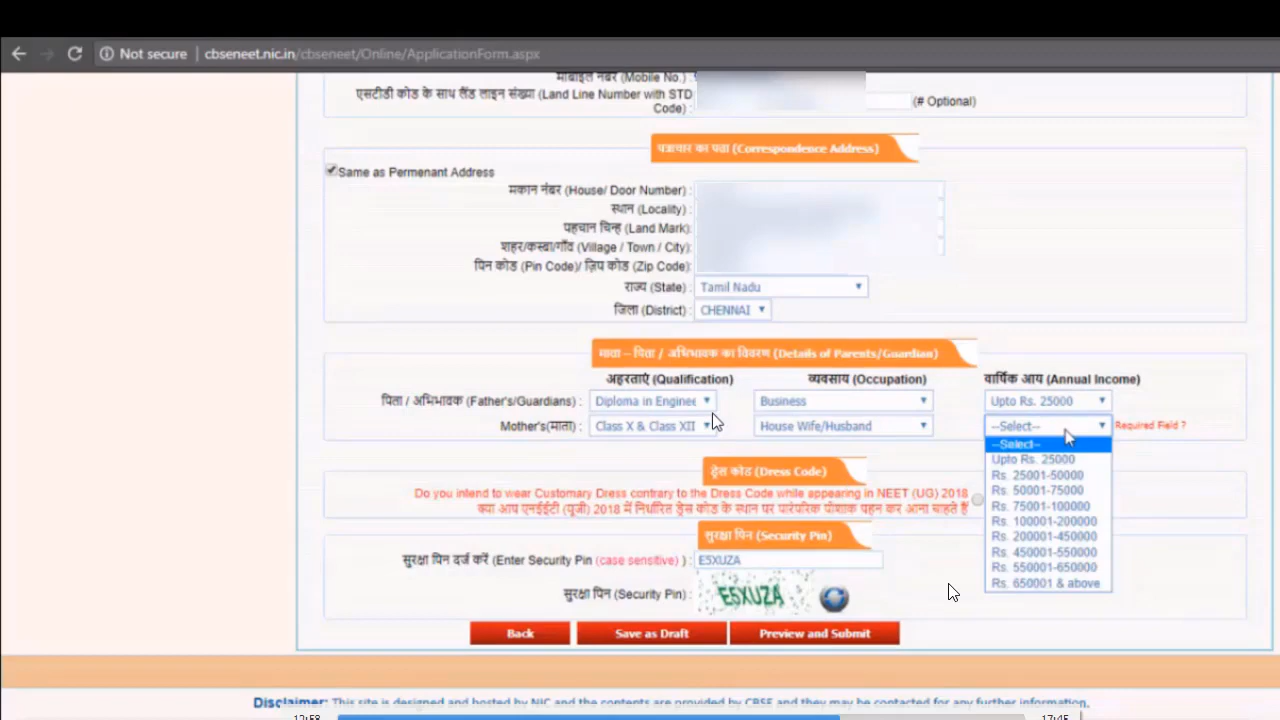 Not secure | cbseneet.nic.in/cbseneet/Online/ApplicationForm.aspx
मोबाइल नंबर (Mobile No.) :
एसटीडी कोड के साथ लैंड लाइन संख्या (Land Line Number with STD
Code) :
(# Optional)
पत्राचार का पता (Correspondence Address)
Same as Permenant Address
मकान नंबर (House/ Door Number) :
स्थान (Locality) :
पहचान चिन्ह (Land Mark):
शहर/कस्बा/गाँव (Village / Town / City):
पिन कोड (Pin Code)/ ज़िप कोड (Zip Code):
राज्य (State) : Tamil Nadu
जिला (District) : CHENNAI
माता – पिता / अभिभावक का विवरण (Details of Parents/Guardian)
अहरताएं (Qualification) व्यवसाय (Occupation) वार्षिक आय (Annual Income)
पिता / अभिभावक (Father's/Guardians) : Diploma in Enginee Business Upto Rs. 25000
Mother's(माता) : Class X & Class XII House Wife/Husband --Select-- Required Field ?
--Select--
Upto Rs. 25000
Rs. 25001-50000
Rs. 50001-75000
Rs. 75001-100000
Rs. 100001-200000
Rs. 200001-450000
Rs. 450001-550000
Rs. 550001-650000
Rs. 650001 & above
ड्रेस कोड (Dress Code)
Do you intend to wear Customary Dress contrary to the Dress Code while appearing in NEET (UG) 2018
क्या आप एनईईटी (यूजी) 2018 में निर्धारित ड्रेस कोड के स्थान पर पारंपरिक पोशाक पहन कर आना चाहते हैं
सुरक्षा पिन (Security Pin)
सुरक्षा पिन दर्ज करें (Enter Security Pin (case sensitive) ) : E5XUZA
सुरक्षा पिन (Security Pin) : E5XUZA
Back Save as Draft Preview and Submit
Disclaimer: This site is designed and hosted by NIC and the contents are provided by CBSE and they may be contacted for any further information.
12:58 17:45